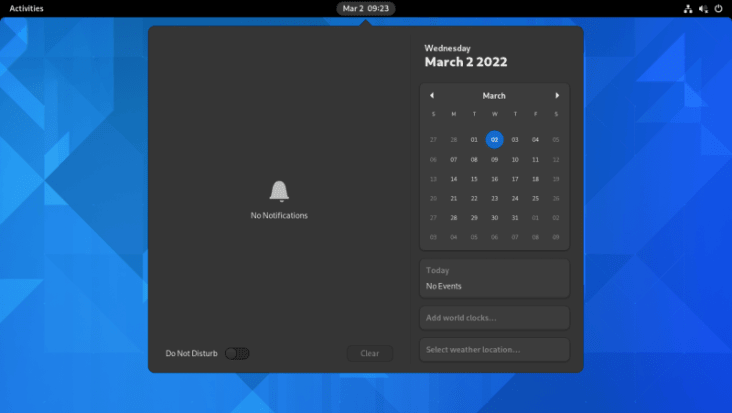 Activities
Mar 2 09:23
No Notifications
Do Not Disturb
Clear
Wednesday
March 2 2022
March
S M T W T F S
27 28 01 02 03 04 05
06 07 08 09 10 11 12
13 14 15 16 17 18 19
20 21 22 23 24 25 26
27 28 29 30 31 01 02
03 04 05 06 07 08 09
Today
No Events
Add world clocks...
Select weather location...